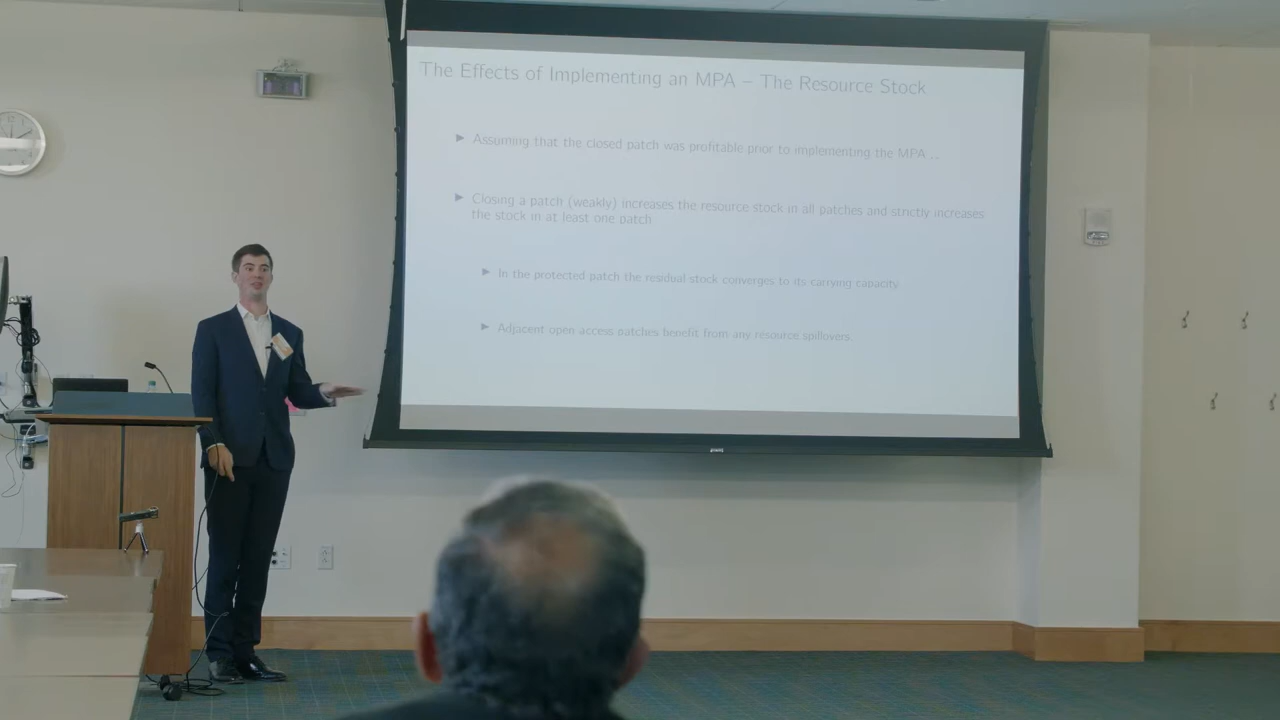 The Effects of Implementing an MPA – The Resource Stock
Assuming that the closed patch was profitable prior to implementing the MPA ...
Closing a patch (weakly) increases the resource stock in all patches and strictly increases
the stock in at least one patch
In the protected patch the residual stock converges to its carrying capacity
Adjacent open access patches benefit from any resource spillovers.